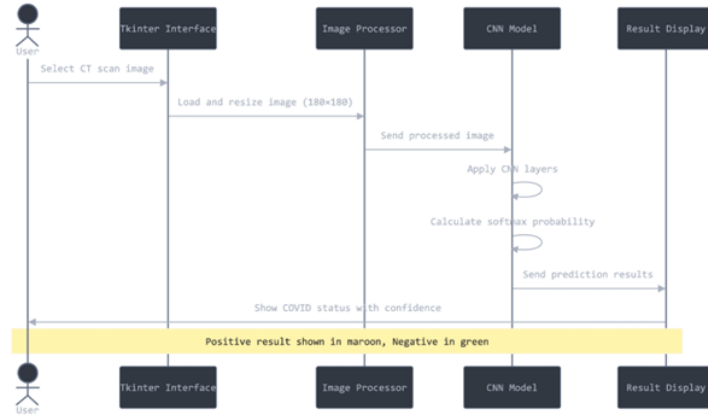 Tkinter Interface
Image Processor
CNN Model
Result Display
User
Select CT scan image
Load and resize image (180×180)
Send processed image
Apply CNN layers
Calculate softmax probability
Send prediction results
Show COVID status with confidence
Positive result shown in maroon, Negative in green
Tkinter Interface
Image Processor
CNN Model
Result Display
User